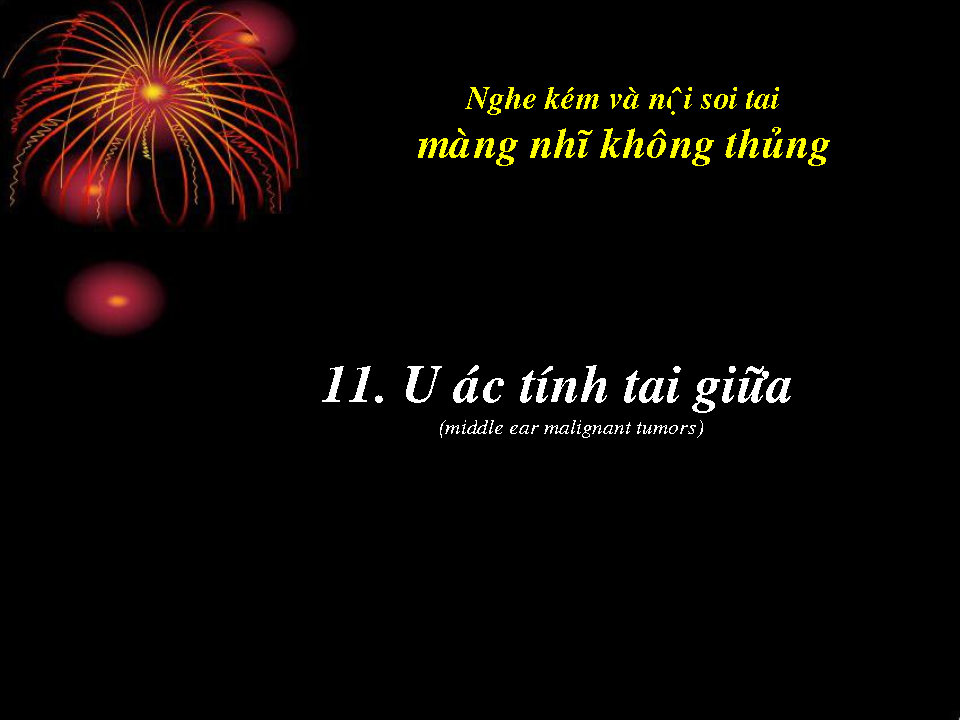 Nghe kém và nội soi tai
màng nhĩ không thủng
11. U ác tính tai giữa
(middle ear malignant tumors)